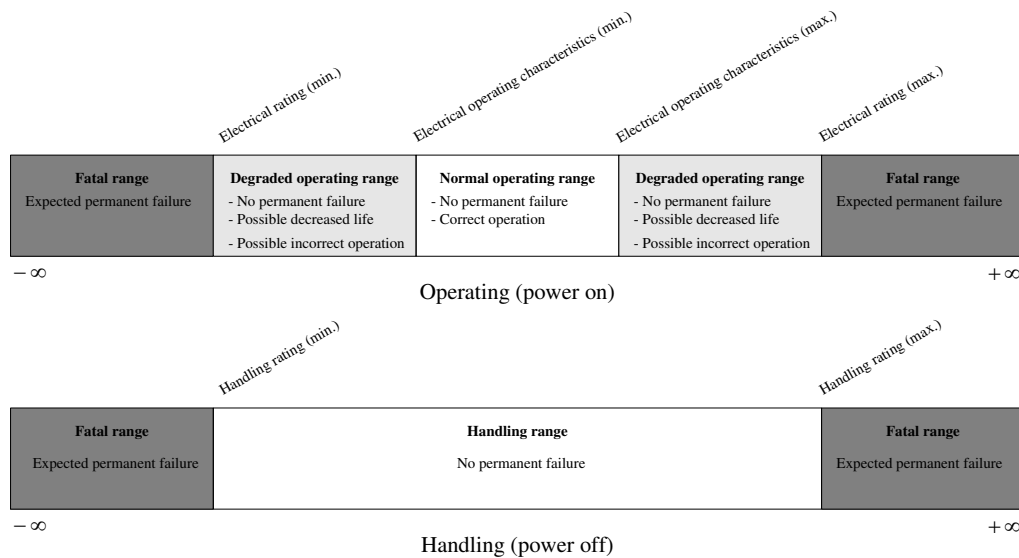 Electrical rating (min.)
Electrical operating characteristics (min.)
Electrical operating characteristics (max.)
Electrical rating (max.)
Fatal range
Expected permanent failure
Degraded operating range
- No permanent failure
- Possible decreased life
- Possible incorrect operation
Normal operating range
- No permanent failure
- Correct operation
Degraded operating range
- No permanent failure
- Possible decreased life
- Possible incorrect operation
Fatal range
Expected permanent failure
− ∞
+ ∞
Operating (power on)
Handling rating (min.)
Handling rating (max.)
Fatal range
Expected permanent failure
Handling range
No permanent failure
Fatal range
Expected permanent failure
− ∞
+ ∞
Handling (power off)